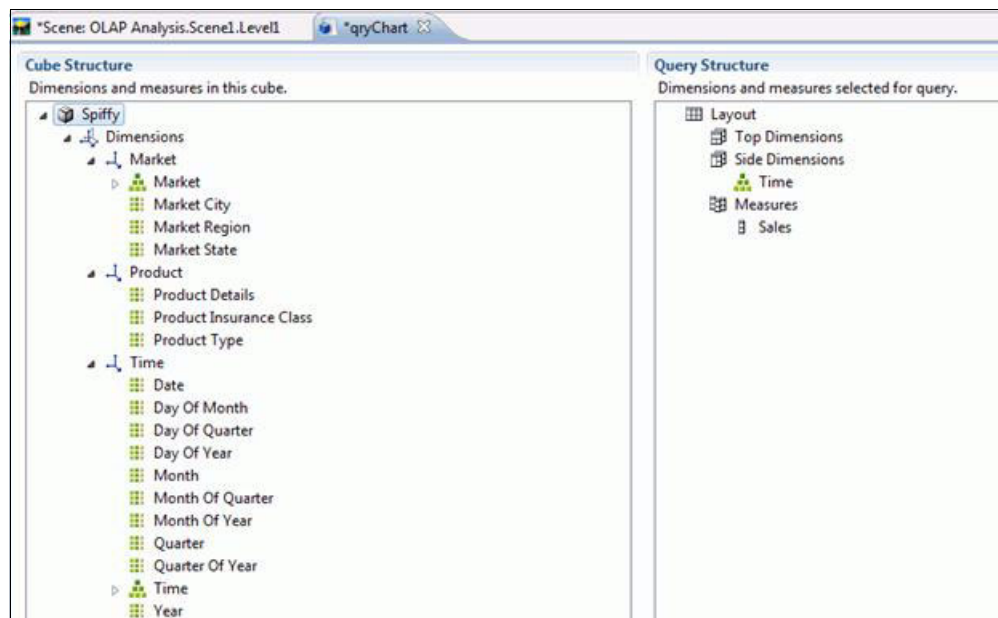 *Scene: OLAP Analysis.Scene1.Level1
*qryChart
Cube Structure
Dimensions and measures in this cube.
Spiffy
Dimensions
Market
Market
Market City
Market Region
Market State
Product
Product Details
Product Insurance Class
Product Type
Time
Date
Day Of Month
Day Of Quarter
Day Of Year
Month
Month Of Quarter
Month Of Year
Quarter
Quarter Of Year
Time
Year
Query Structure
Dimensions and measures selected for query.
Layout
Top Dimensions
Side Dimensions
Time
Measures
Sales